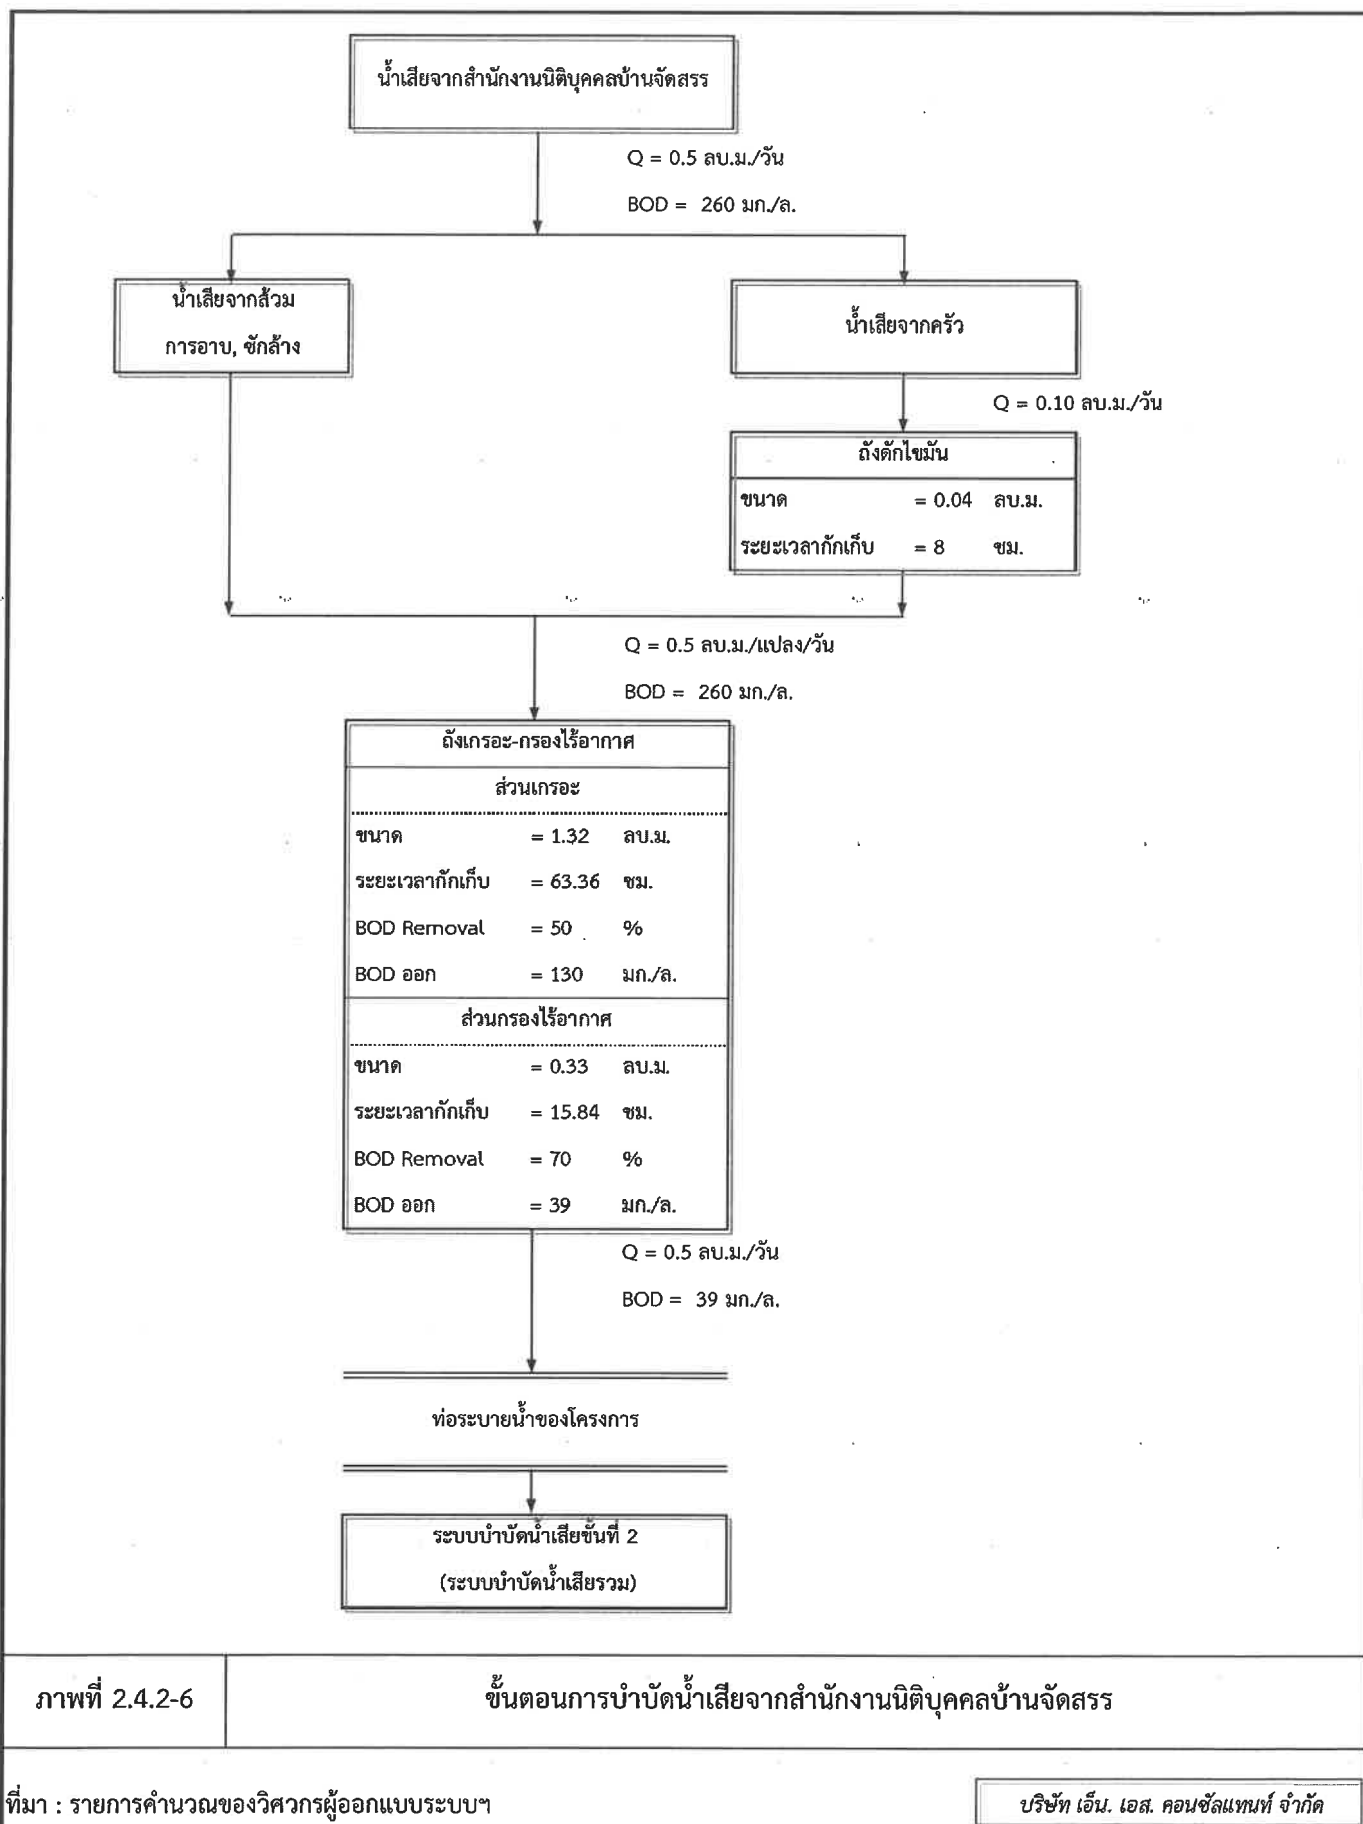 น้ำเสียจากสำนักงานนิติบุคคลบ้านจัดสรร
Q = 0.5 ลบ.ม./วัน
BOD = 260 มก./ล.
น้ำเสียจากส้วม
การอาบ, ซักล้าง
น้ำเสียจากครัว
Q = 0.10 ลบ.ม./วัน
ถังดักไขมัน
ขนาด = 0.04 ลบ.ม.
ระยะเวลากักเก็บ = 8 ชม.
Q = 0.5 ลบ.ม./แปลง/วัน
BOD = 260 มก./ล.
ถังเกรอะ-กรองไร้อากาศ
ส่วนเกรอะ
ขนาด = 1.32 ลบ.ม.
ระยะเวลากักเก็บ = 63.36 ชม.
BOD Removal = 50 %
BOD ออก = 130 มก./ล.
ส่วนกรองไร้อากาศ
ขนาด = 0.33 ลบ.ม.
ระยะเวลากักเก็บ = 15.84 ชม.
BOD Removal = 70 %
BOD ออก = 39 มก./ล.
Q = 0.5 ลบ.ม./วัน
BOD = 39 มก./ล.
ท่อระบายน้ำของโครงการ
ระบบบำบัดน้ำเสียขั้นที่ 2
(ระบบบำบัดน้ำเสียรวม)
ภาพที่ 2.4.2-6 ขั้นตอนการบำบัดน้ำเสียจากสำนักงานนิติบุคคลบ้านจัดสรร
ที่มา : รายการคำนวณของวิศวกรผู้ออกแบบระบบฯ
บริษัท เอ็น. เอส. คอนซัลแทนท์ จำกัด